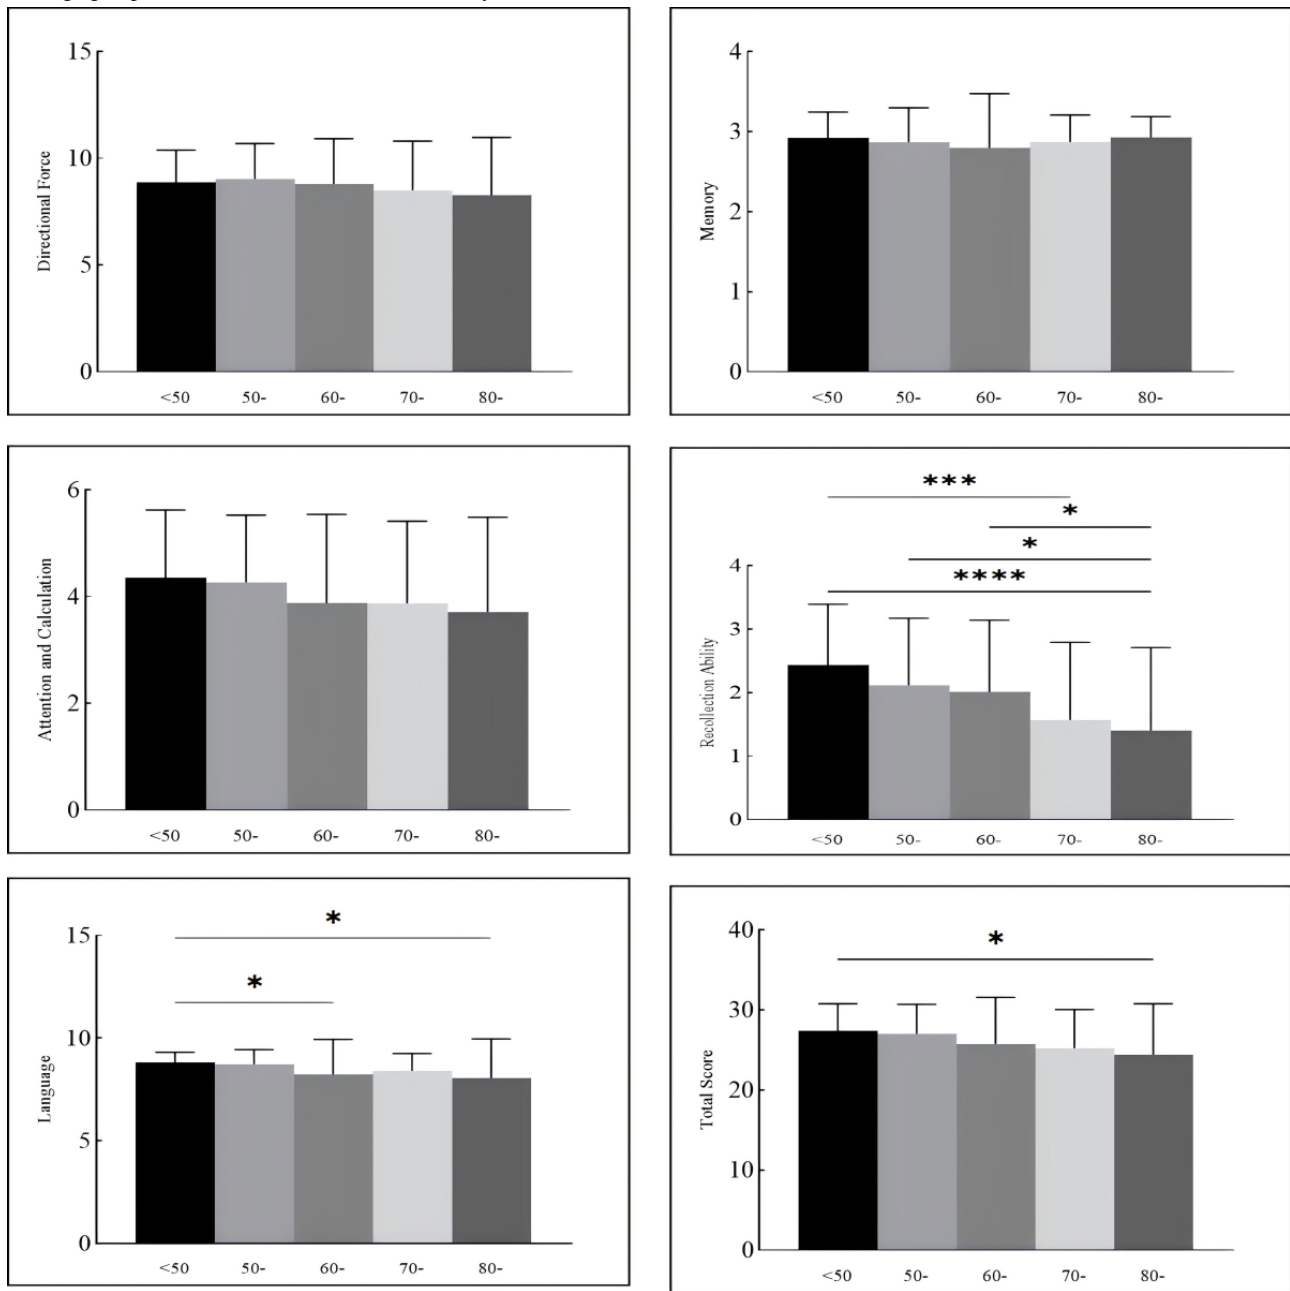 15
10
5
0
Directional Force
<50 50- 60- 70- 80-
4
3
2
1
0
Memory
<50 50- 60- 70- 80-
6
4
2
0
Attention and Calculation
<50 50- 60- 70- 80-
***
*
*
****
4
3
2
1
0
Recollection Ability
<50 50- 60- 70- 80-
*
*
15
10
5
0
Language
<50 50- 60- 70- 80-
*
40
30
20
10
0
Total Score
<50 50- 60- 70- 80-